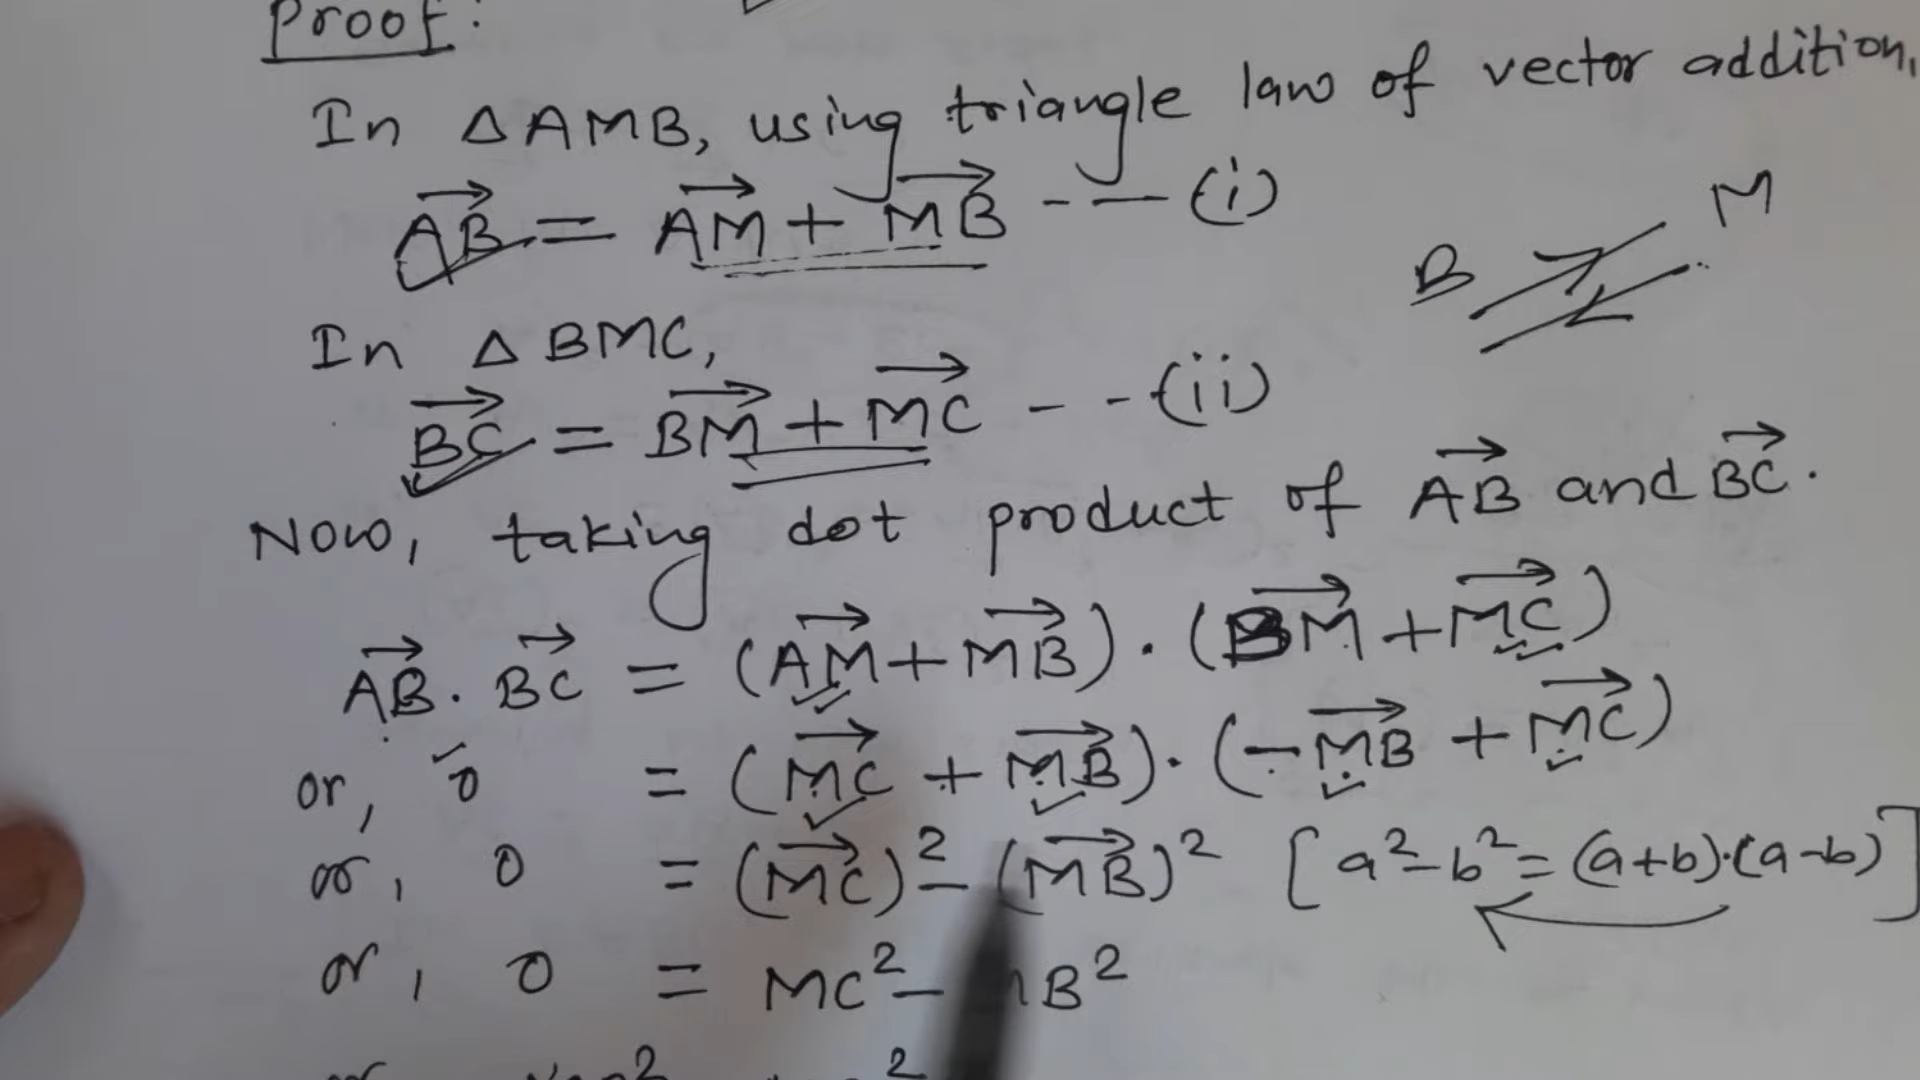 Proof:
In △AMB, using triangle law of vector addition,
→AB = →AM + →MB --- (i)
B M
In △BMC,
→BC = →BM + →MC ---(ii)
Now, taking dot product of →AB and →BC.
→AB . →BC = (→AM + →MB) . (→BM + →MC)
or, 0 = (→MC + →MB) . (-→MB + →MC)
or, 0 = (→MC)² - (→MB)² [a² - b² = (a+b).(a-b)]
or, 0 = MC² - MB²